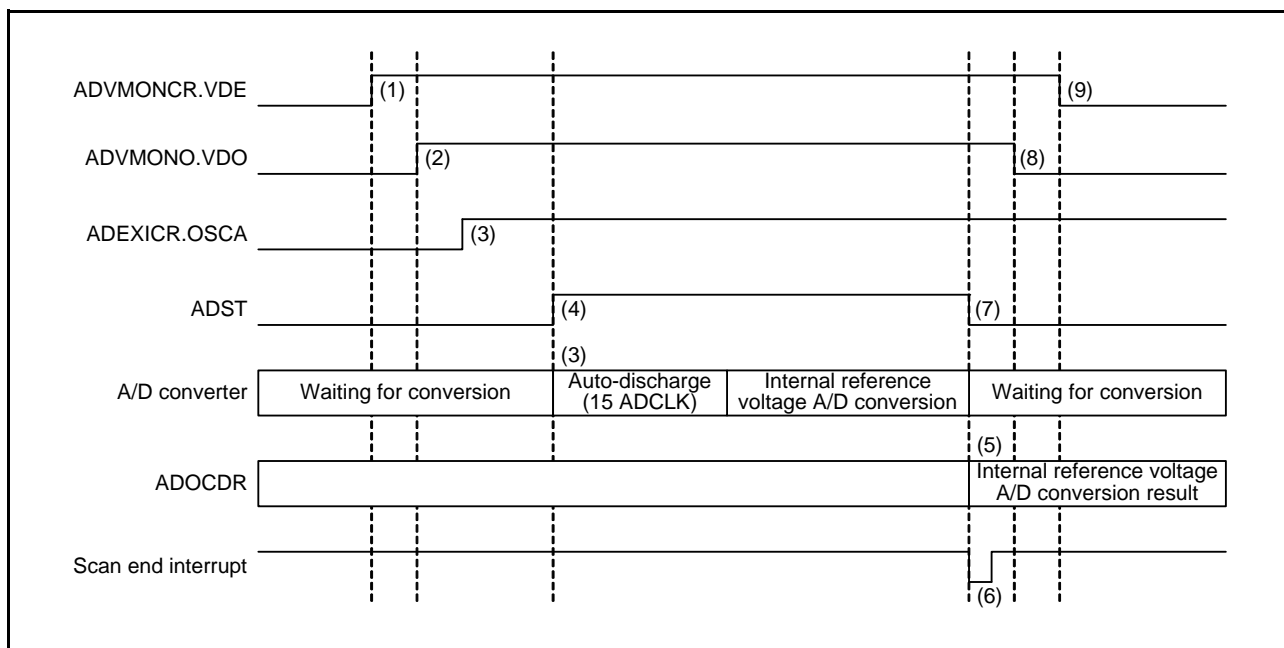 ADVMONCR.VDE
(1)
(9)
ADVMONO.VDO
(2)
(8)
ADEXICR.OSCA
(3)
ADST
(4)
(7)
(3)
A/D converter
Waiting for conversion
Auto-discharge
(15 ADCLK)
Internal reference
voltage A/D conversion
Waiting for conversion
(5)
ADOCDR
Internal reference voltage
A/D conversion result
Scan end interrupt
(6)